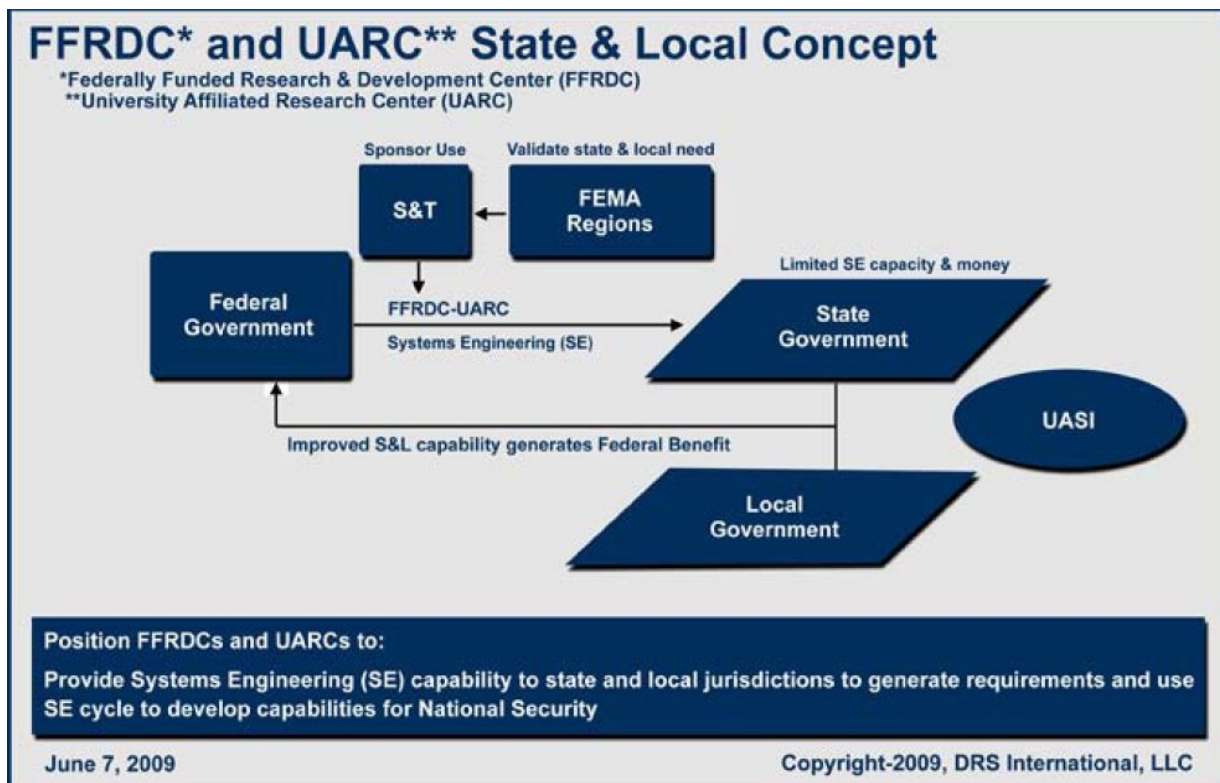 FFRDC* and UARC** State & Local Concept
*Federally Funded Research & Development Center (FFRDC)
**University Affiliated Research Center (UARC)
Sponsor Use
Validate state & local need
S&T
FEMA
Regions
Limited SE capacity & money
Federal
Government
FFRDC-UARC
Systems Engineering (SE)
State
Government
UASI
Improved S&L capability generates Federal Benefit
Local
Government
Position FFRDCs and UARCs to:
Provide Systems Engineering (SE) capability to state and local jurisdictions to generate requirements and use
SE cycle to develop capabilities for National Security
June 7, 2009
Copyright-2009, DRS International, LLC